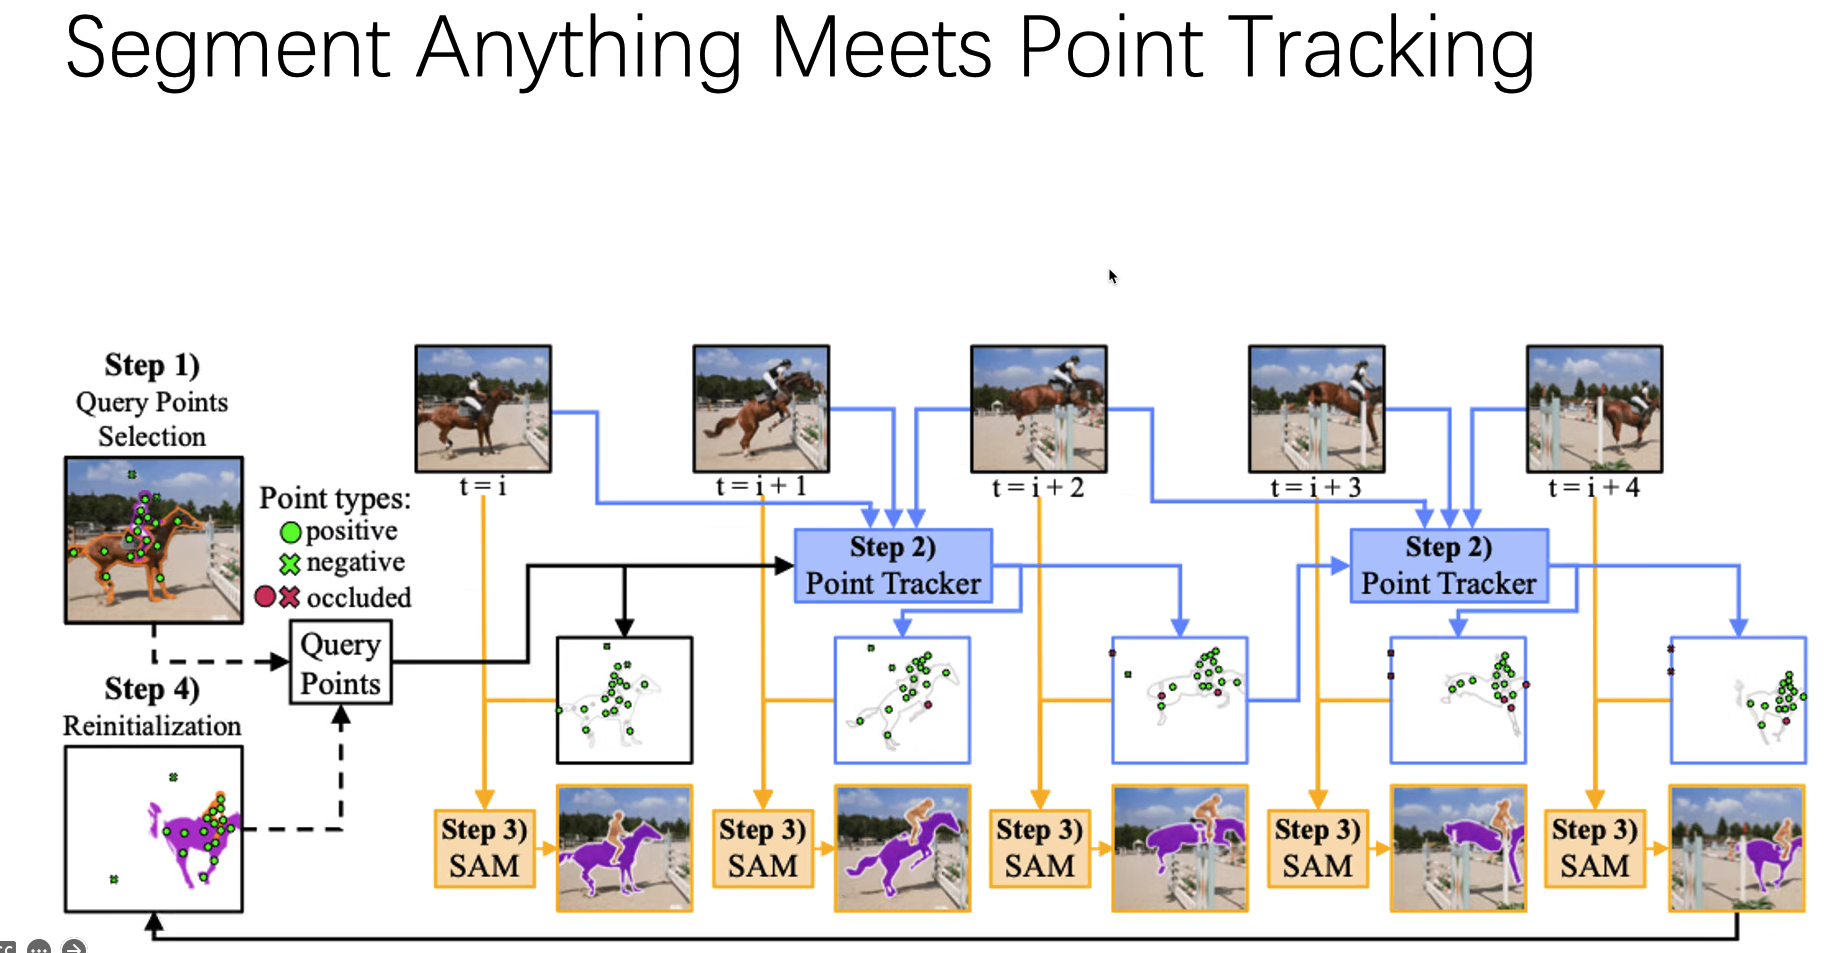 Segment Anything Meets Point Tracking
Step 1)
Query Points
Selection
Point types:
positive
negative
occluded
Query
Points
Step 4)
Reinitialization
t = i
t = i + 1
t = i + 2
t = i + 3
t = i + 4
Step 2)
Point Tracker
Step 2)
Point Tracker
Step 3)
SAM
Step 3)
SAM
Step 3)
SAM
Step 3)
SAM
Step 3)
SAM